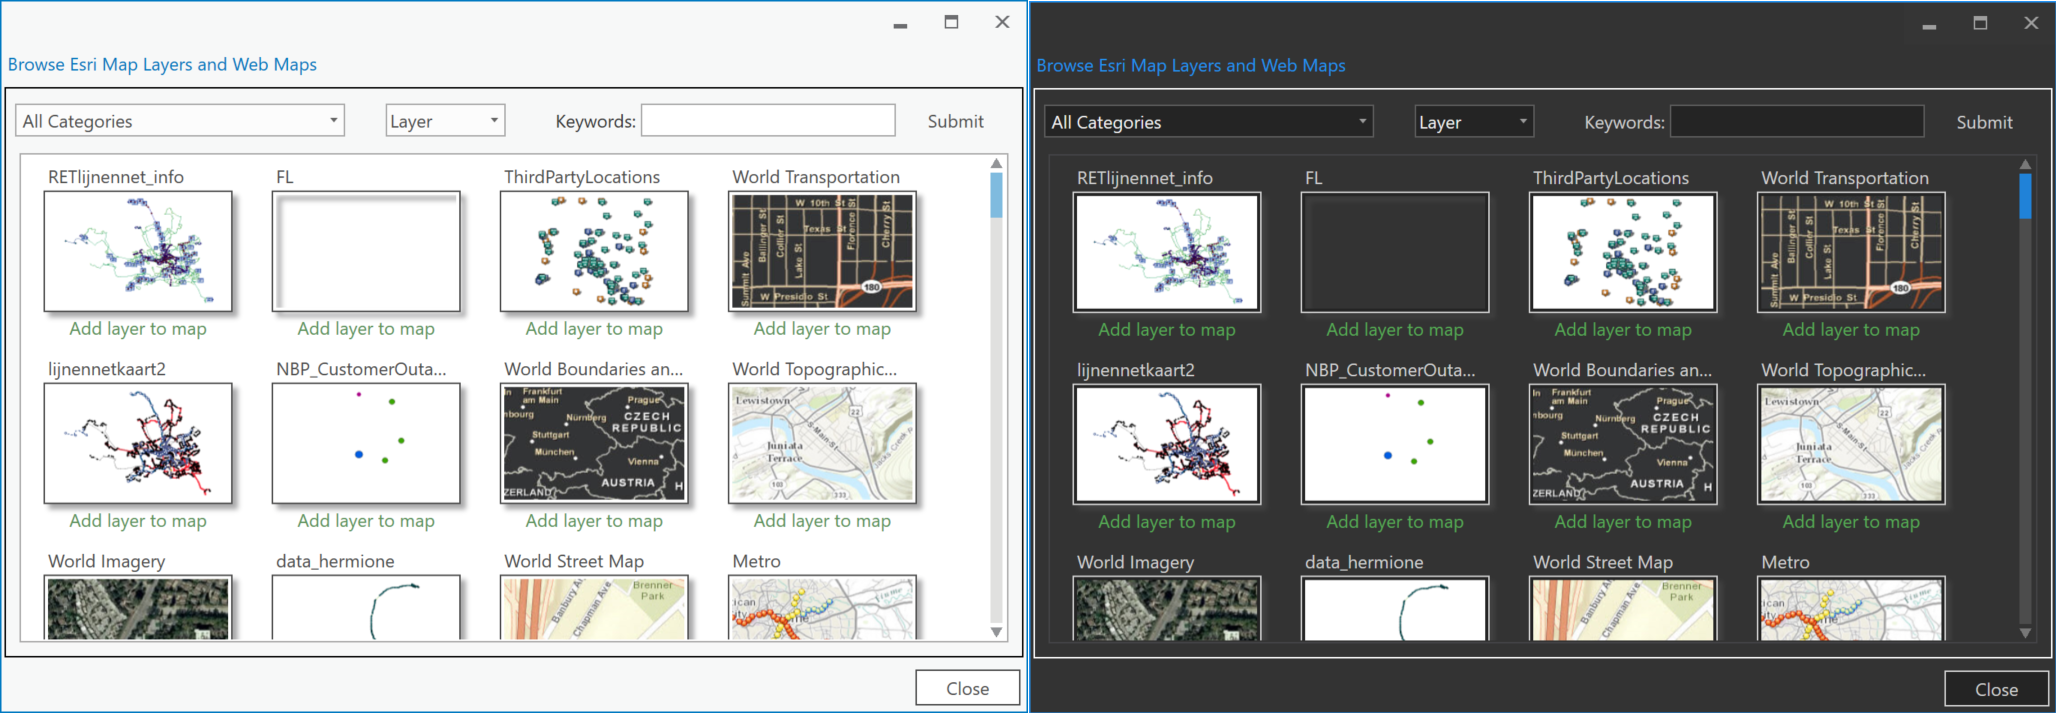 Browse Esri Map Layers and Web Maps
All Categories
Layer
Keywords:
Submit
RETlijnennet_info
FL
ThirdPartyLocations
World Transportation
W 10th St
Texas St
Ballinger St
Collier St
Lake St
Florence St
Cherry St
Summit Ave
180
W Presidio St
Add layer to map
Add layer to map
Add layer to map
Add layer to map
lijnennetkaart2
NBP_CustomerOuta...
World Boundaries an...
World Topographic...
Frankfurt
am Main
Prague
Nürnberg
CZECH
REPUBLIC
Stuttgart
München
Vienna
AUSTRIA
ZERLAND
H
Lewistown
22
S-Main-St
Juniata
Terrace
103
333
Add layer to map
Add layer to map
Add layer to map
Add layer to map
World Imagery
data_hermione
World Street Map
Metro
Brenner
Park
Banbury
Chapman Ave
ican
Close
Browse Esri Map Layers and Web Maps
All Categories
Layer
Keywords:
Submit
RETlijnennet_info
FL
ThirdPartyLocations
World Transportation
W 10th St
Texas St
Ballinger St
Collier St
Lake St
Florence St
Cherry St
Summit Ave
180
W Presidio St
Add layer to map
Add layer to map
Add layer to map
Add layer to map
lijnennetkaart2
NBP_CustomerOuta...
World Boundaries an...
World Topographic...
Frankfurt
am Main
Prague
Nürnberg
CZECH
REPUBLIC
Stuttgart
München
Vienna
AUSTRIA
ZERLAND
H
Lewistown
22
S-Main-St
Juniata
Terrace
103
333
Add layer to map
Add layer to map
Add layer to map
Add layer to map
World Imagery
data_hermione
World Street Map
Metro
Brenner
Park
Banbury
Chapman Ave
ican
Close